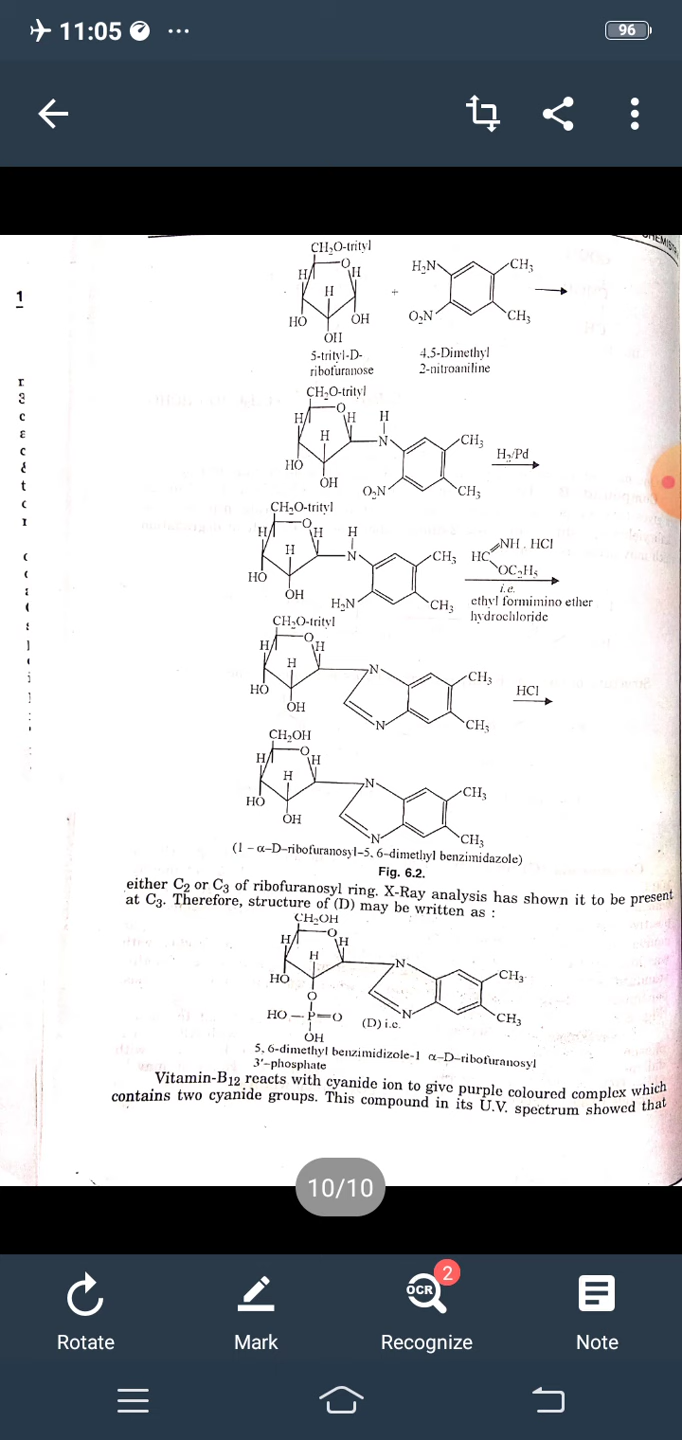 11:05
96
CH₂O-trityl
O
H
H
H
HO
OH
OH
+
H₂N
CH₃
O₂N
CH₃
5-trityl-D-
ribofuranose
4,5-Dimethyl
2-nitroaniline
CH₂O-trityl
O
H
H
H
H
N
HO
OH
O₂N
CH₃
CH₃
H₂/Pd
CH₂O-trityl
O
H
H
H
H
N
HO
OH
H₂N
CH₃
CH₃
HC
NH . HCl
OC₂H₅
i.e.
ethyl formimino ether
hydrochloride
CH₂O-trityl
O
H
H
H
N
HO
OH
N
CH₃
CH₃
HCl
CH₂OH
O
H
H
H
N
HO
OH
N
CH₃
CH₃
(1 – α–D–ribofuranosyl–5, 6–dimethyl benzimidazole)
Fig. 6.2.
either C₂ or C₃ of ribofuranosyl ring. X-Ray analysis has shown it to be present
at C₃. Therefore, structure of (D) may be written as :
CH₂OH
O
H
H
H
N
HO
O
N
CH₃
CH₃
HO — P = O
OH
(D) i.e.
5, 6-dimethyl benzimidizole-1 α–D–ribofuranosyl
3′–phosphate
Vitamin-B₁₂ reacts with cyanide ion to give purple coloured complex which
contains two cyanide groups. This compound in its U.V. spectrum showed that
10/10
OCR
2
Rotate
Mark
Recognize
Note